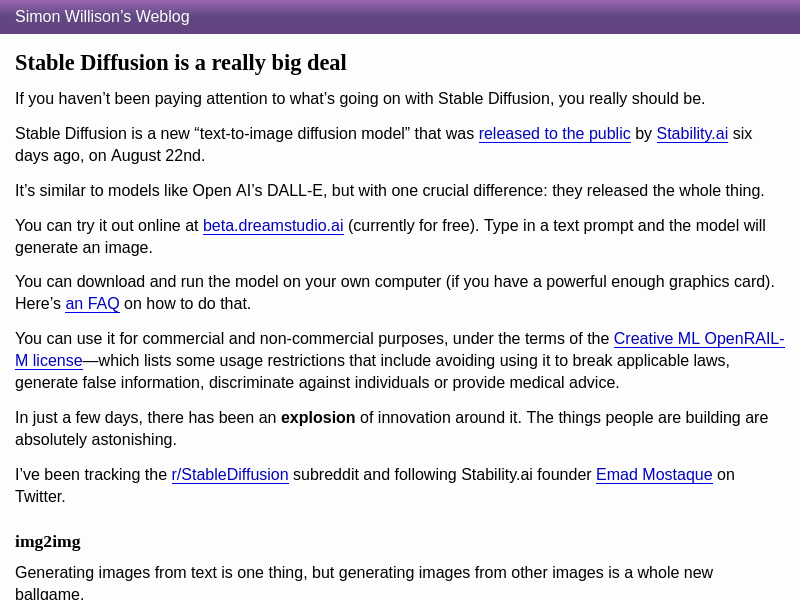 Simon Willison’s Weblog
Stable Diffusion is a really big deal
If you haven’t been paying attention to what’s going on with Stable Diffusion, you really should be.
Stable Diffusion is a new “text-to-image diffusion model” that was released to the public by Stability.ai six
days ago, on August 22nd.
It’s similar to models like Open AI’s DALL-E, but with one crucial difference: they released the whole thing.
You can try it out online at beta.dreamstudio.ai (currently for free). Type in a text prompt and the model will
generate an image.
You can download and run the model on your own computer (if you have a powerful enough graphics card).
Here’s an FAQ on how to do that.
You can use it for commercial and non-commercial purposes, under the terms of the Creative ML OpenRAIL-
M license—which lists some usage restrictions that include avoiding using it to break applicable laws,
generate false information, discriminate against individuals or provide medical advice.
In just a few days, there has been an explosion of innovation around it. The things people are building are
absolutely astonishing.
I’ve been tracking the r/StableDiffusion subreddit and following Stability.ai founder Emad Mostaque on
Twitter.
img2img
Generating images from text is one thing, but generating images from other images is a whole new
ballgame.